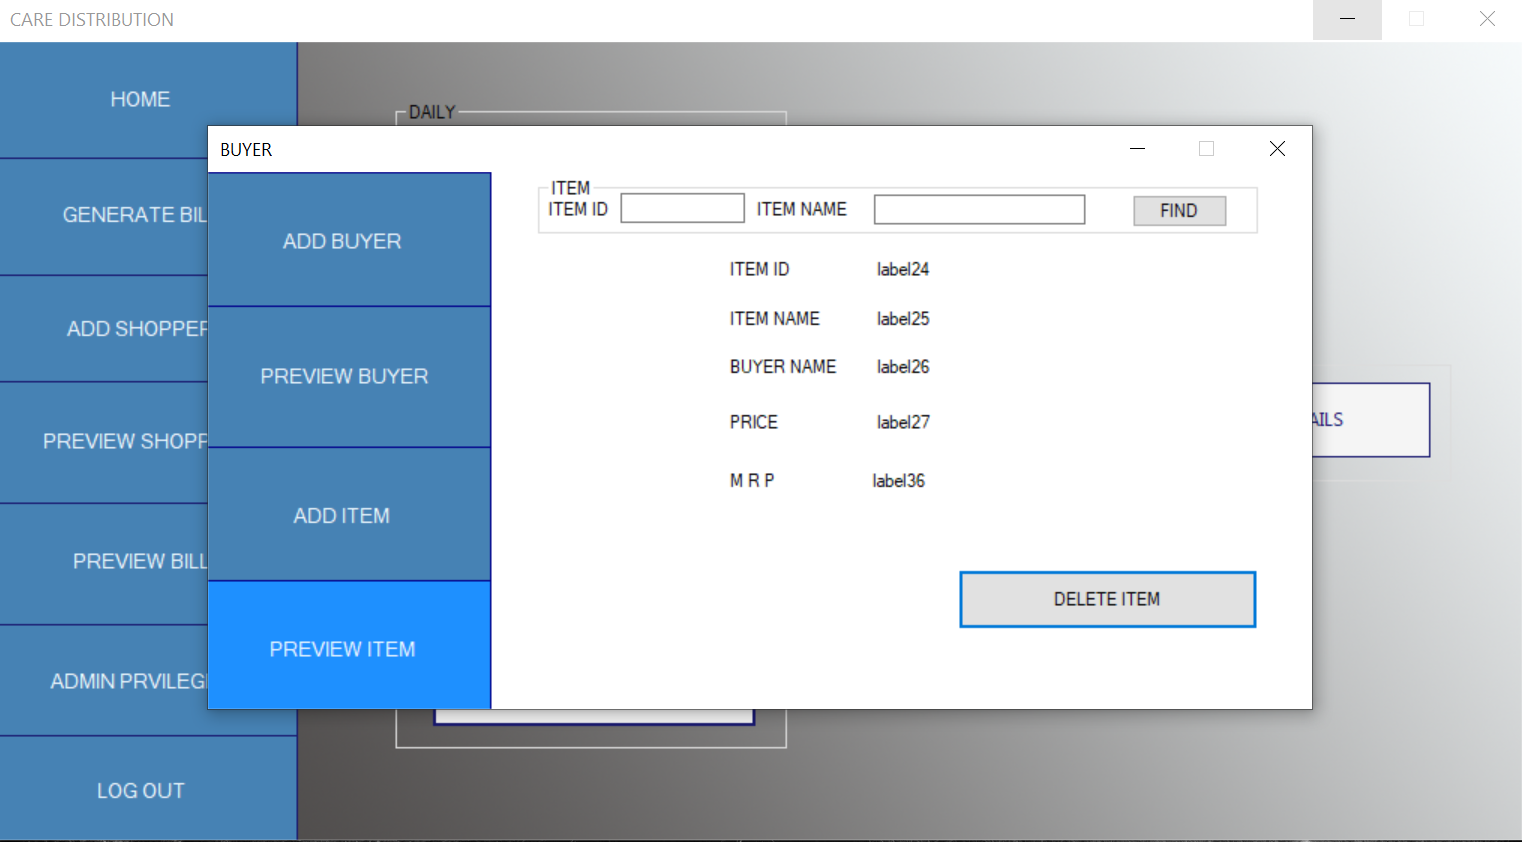 CARE DISTRIBUTION
HOME
GENERATE BIL
ADD SHOPPER
PREVIEW SHOPP
PREVIEW BILL
ADMIN PRVILEG
LOG OUT
DAILY
AILS
BUYER
ADD BUYER
PREVIEW BUYER
ADD ITEM
PREVIEW ITEM
ITEM
ITEM ID ITEM NAME FIND
ITEM ID label24
ITEM NAME label25
BUYER NAME label26
PRICE label27
M R P label36
DELETE ITEM